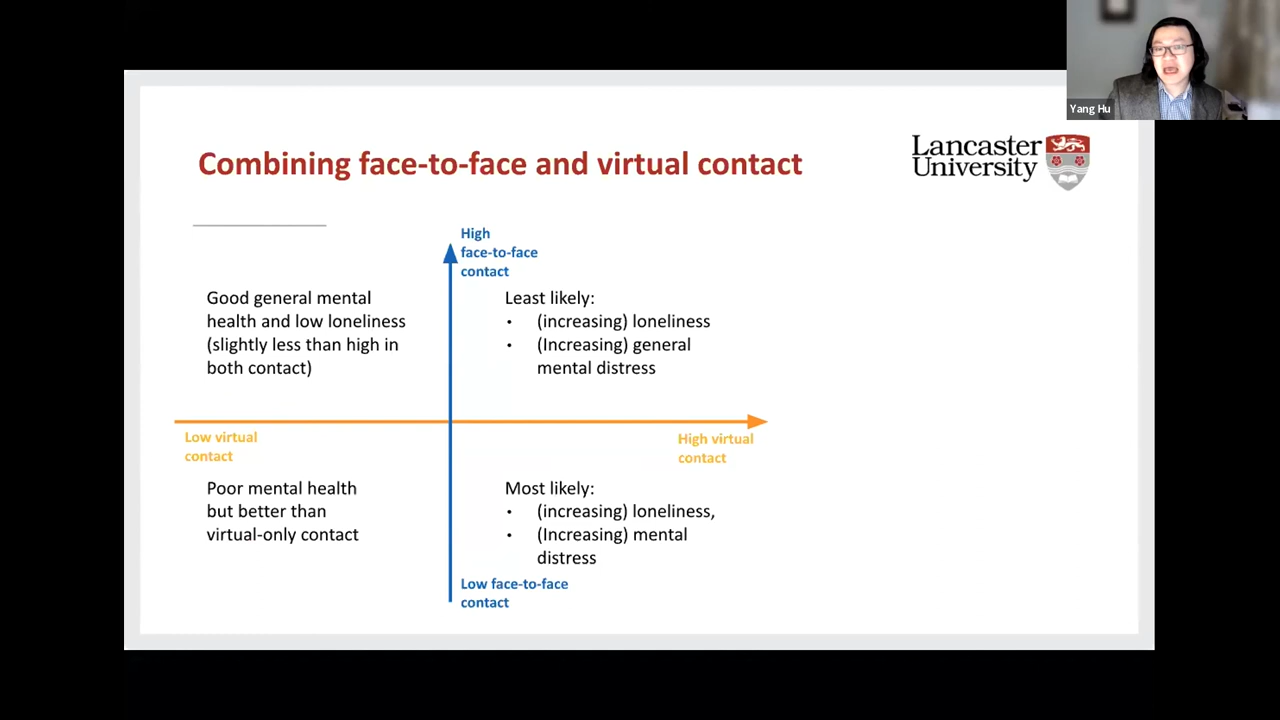 Yang Hu
Lancaster
University
Combining face-to-face and virtual contact
High
face-to-face
contact
Good general mental
health and low loneliness
(slightly less than high in
both contact)
Least likely:
• (increasing) loneliness
• (Increasing) general
mental distress
Low virtual
contact
High virtual
contact
Poor mental health
but better than
virtual-only contact
Most likely:
• (increasing) loneliness,
• (Increasing) mental
distress
Low face-to-face
contact